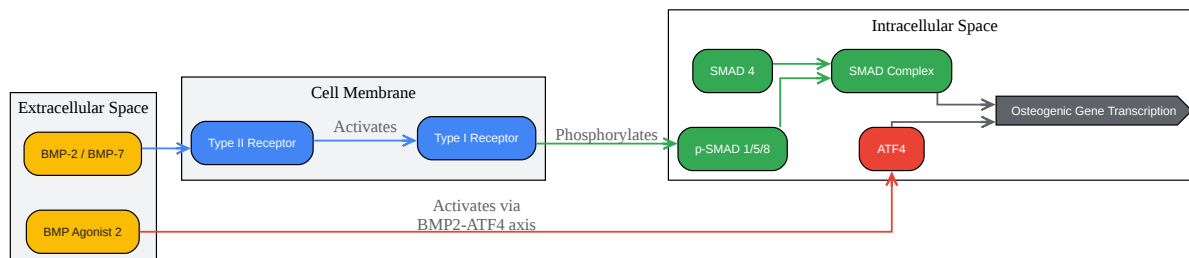 Extracellular Space
BMP-2 / BMP-7
BMP Agonist 2
Cell Membrane
Type II Receptor
Activates
Type I Receptor
Phosphorylates
Activates via
BMP2-ATF4 axis
Intracellular Space
SMAD 4
SMAD Complex
p-SMAD 1/5/8
ATF4
Osteogenic Gene Transcription